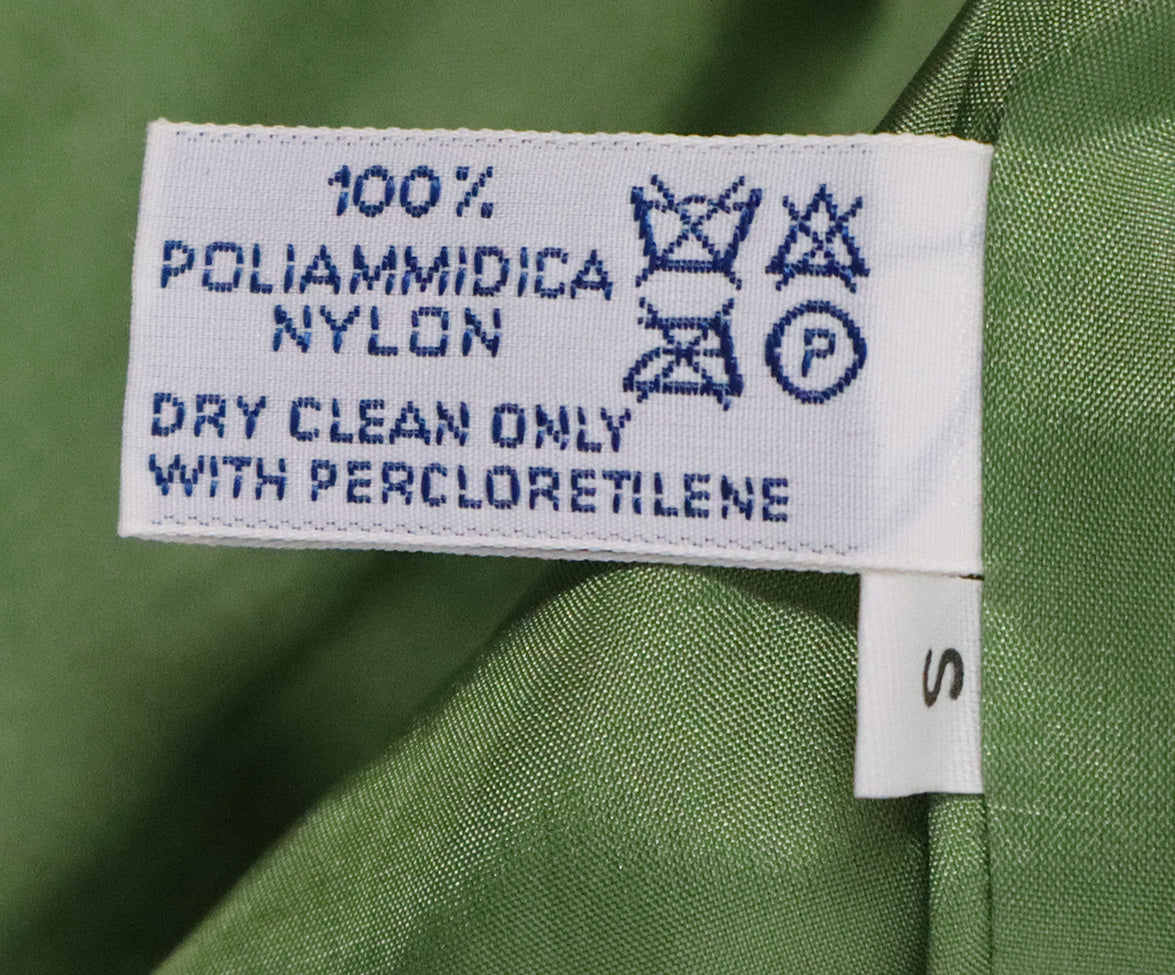 100%
POLIAMMIDICA
NYLON
P
DRY CLEAN ONLY
WITH PERCLORETILENE
S